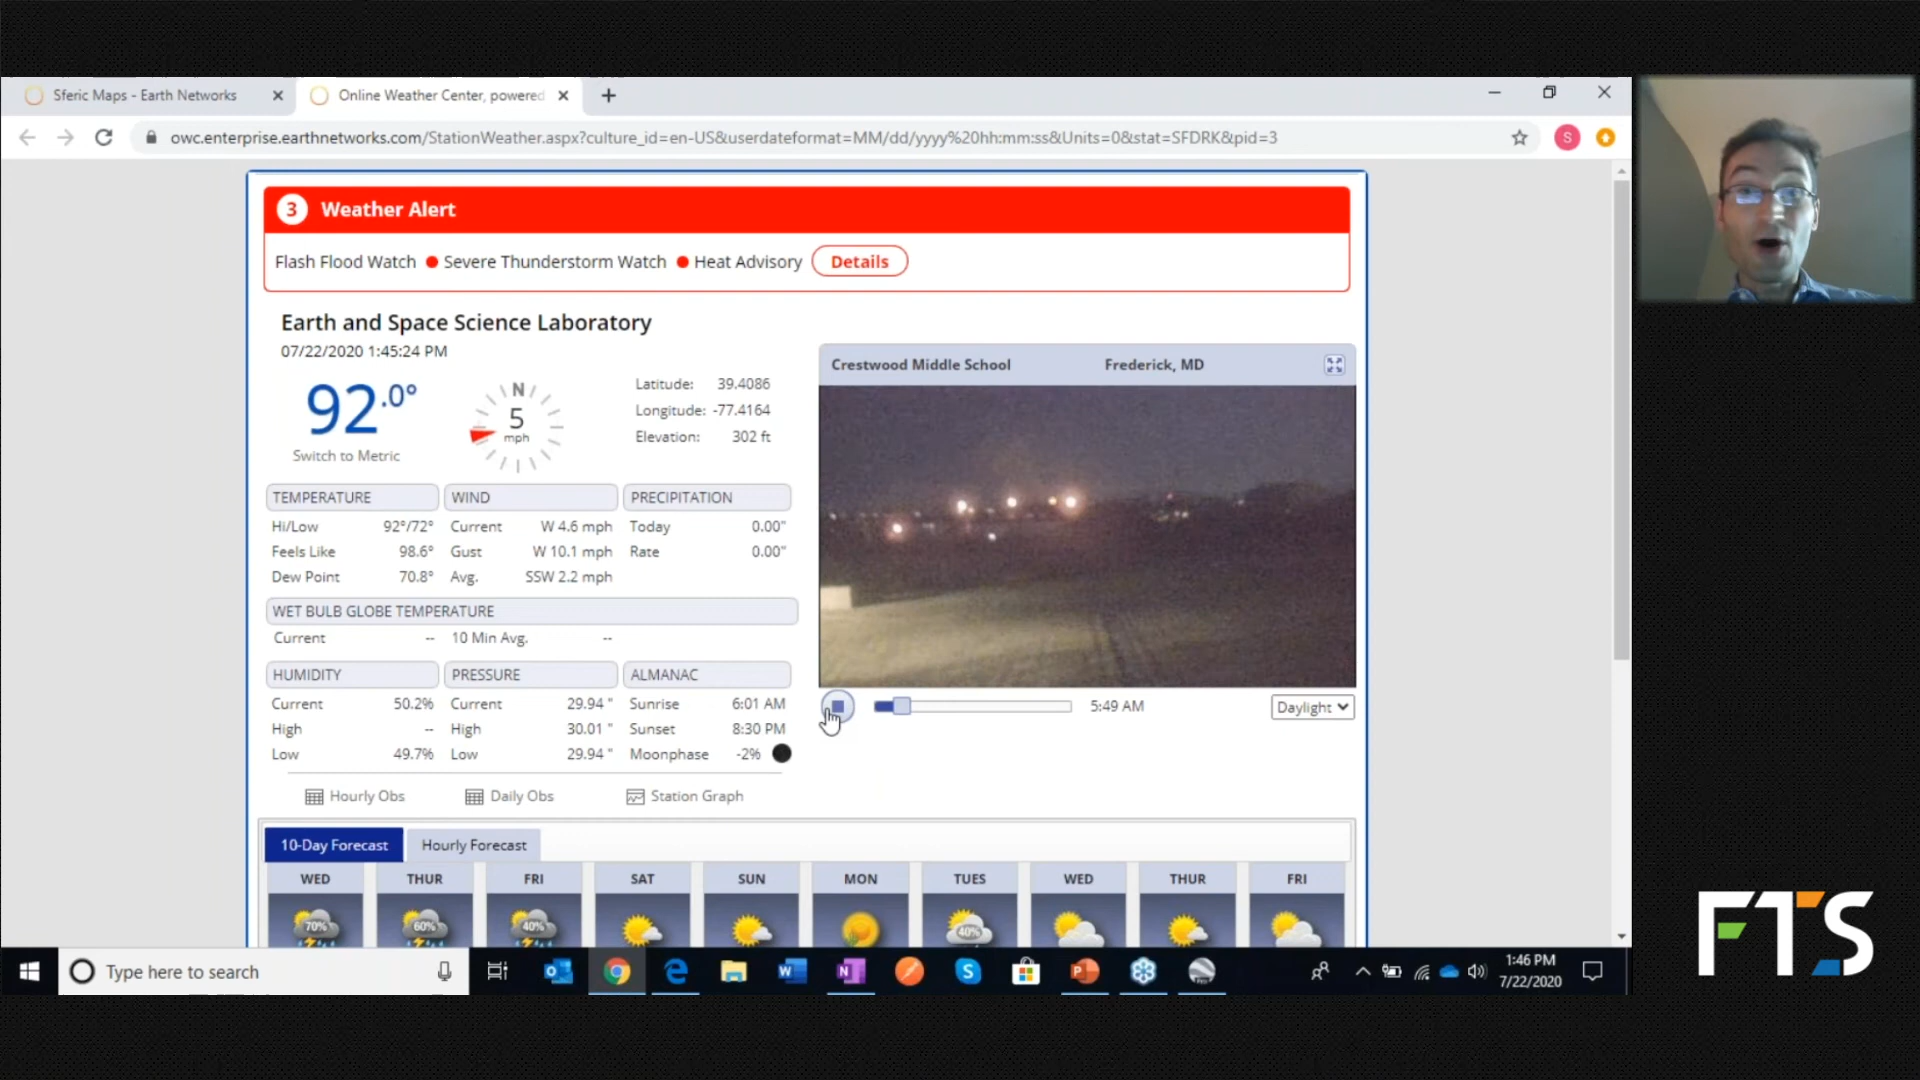 Sferic Maps - Earth Networks
Online Weather Center, powered
owc.enterprise.earthnetworks.com/StationWeather.aspx?culture_id=en-US&userdateformat=MM/dd/yyyy%20hh:mm:ss&Units=0&stat=SFDRK&pid=3
S
3 Weather Alert
Flash Flood Watch Severe Thunderstorm Watch Heat Advisory Details
Earth and Space Science Laboratory
07/22/2020 1:45:24 PM
92.0°
Switch to Metric
N
5
mph
Latitude: 39.4086
Longitude: -77.4164
Elevation: 302 ft
Crestwood Middle School Frederick, MD
TEMPERATURE WIND PRECIPITATION
Hi/Low 92°/72° Current W 4.6 mph Today 0.00"
Feels Like 98.6° Gust W 10.1 mph Rate 0.00"
Dew Point 70.8° Avg. SSW 2.2 mph
WET BULB GLOBE TEMPERATURE
Current -- 10 Min Avg. --
HUMIDITY PRESSURE ALMANAC
Current 50.2% Current 29.94 " Sunrise 6:01 AM
High -- High 30.01 " Sunset 8:30 PM
Low 49.7% Low 29.94 " Moonphase -2%
5:49 AM Daylight
Hourly Obs Daily Obs Station Graph
10-Day Forecast Hourly Forecast
WED THUR FRI SAT SUN MON TUES WED THUR FRI
70% 60% 40% 40%
Type here to search
1:46 PM
7/22/2020
FTS